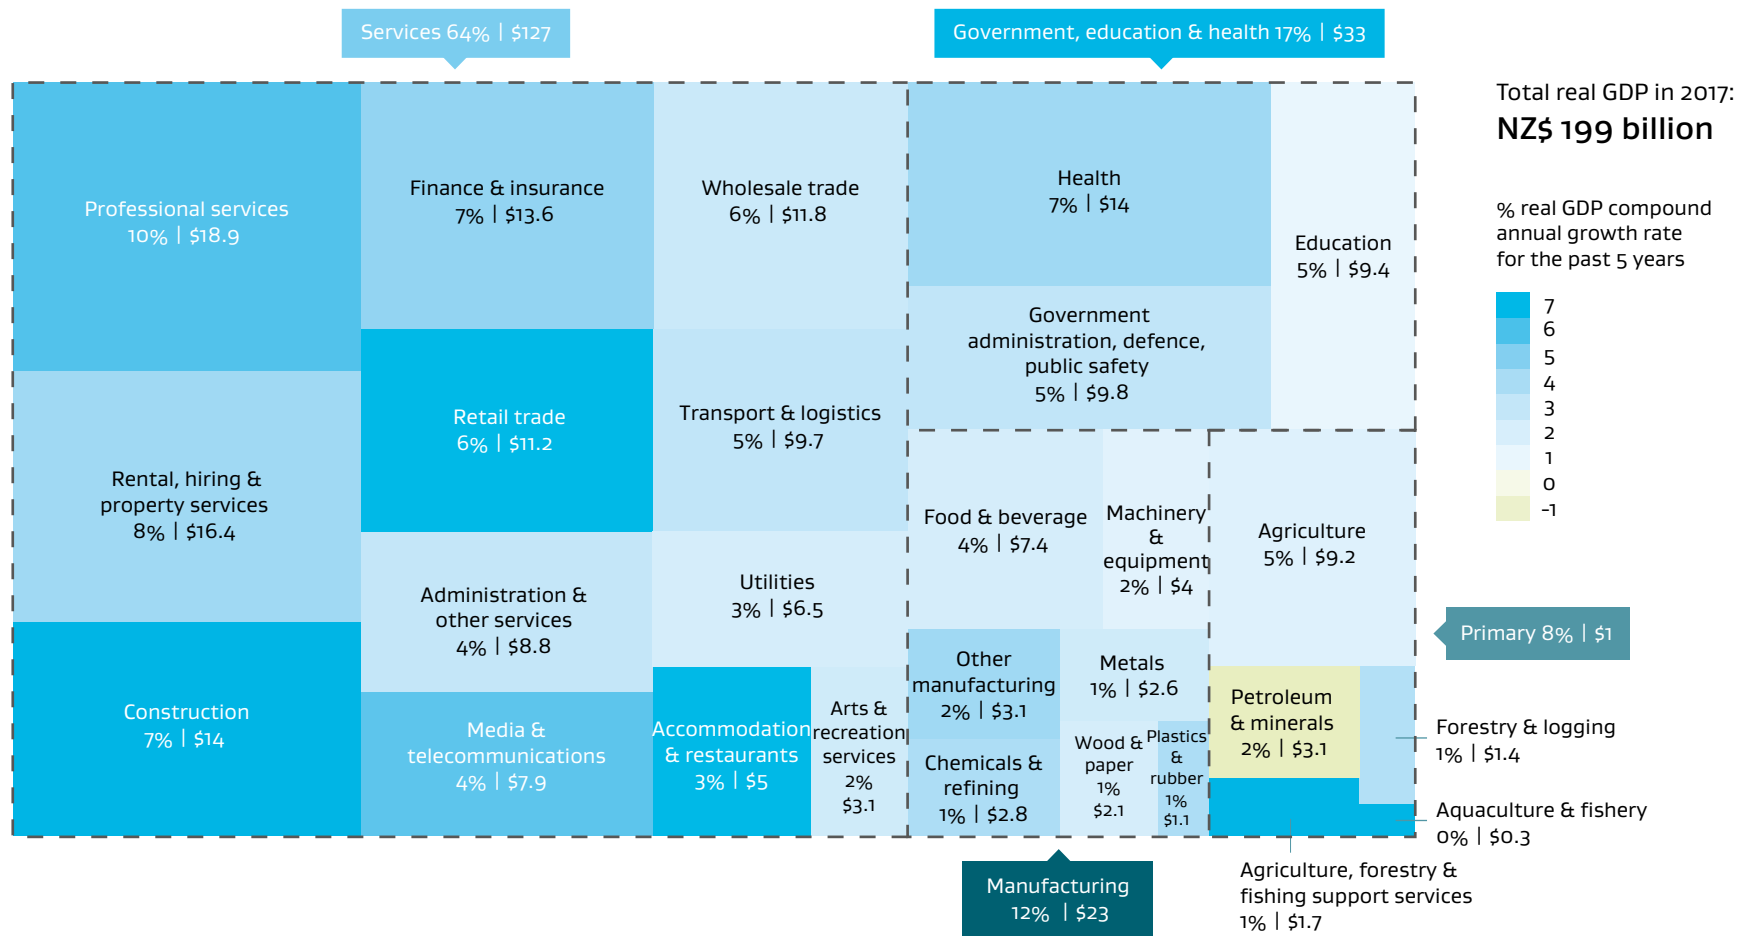 Services 64% | $127
Government, education & health 17% | $33
Total real GDP in 2017:
NZ$ 199 billion
% real GDP compound
annual growth rate
for the past 5 years
7
6
5
4
3
2
1
0
-1
Professional services
10% | $18.9
Finance & insurance
7% | $13.6
Wholesale trade
6% | $11.8
Health
7% | $14
Education
5% | $9.4
Government
administration, defence,
public safety
5% | $9.8
Retail trade
6% | $11.2
Transport & logistics
5% | $9.7
Rental, hiring &
property services
8% | $16.4
Food & beverage
4% | $7.4
Machinery
&
equipment
2% | $4
Agriculture
5% | $9.2
Administration &
other services
4% | $8.8
Utilities
3% | $6.5
Primary 8% | $1
Other
manufacturing
2% | $3.1
Metals
1% | $2.6
Petroleum
& minerals
2% | $3.1
Construction
7% | $14
Media &
telecommunications
4% | $7.9
Accommodation
& restaurants
3% | $5
Arts &
recreation
services
2%
$3.1
Chemicals &
refining
1% | $2.8
Wood &
paper
1%
$2.1
Plastics
&
rubber
1%
$1.1
Forestry & logging
1% | $1.4
Aquaculture & fishery
0% | $0.3
Agriculture, forestry &
fishing support services
1% | $1.7
Manufacturing
12% | $23